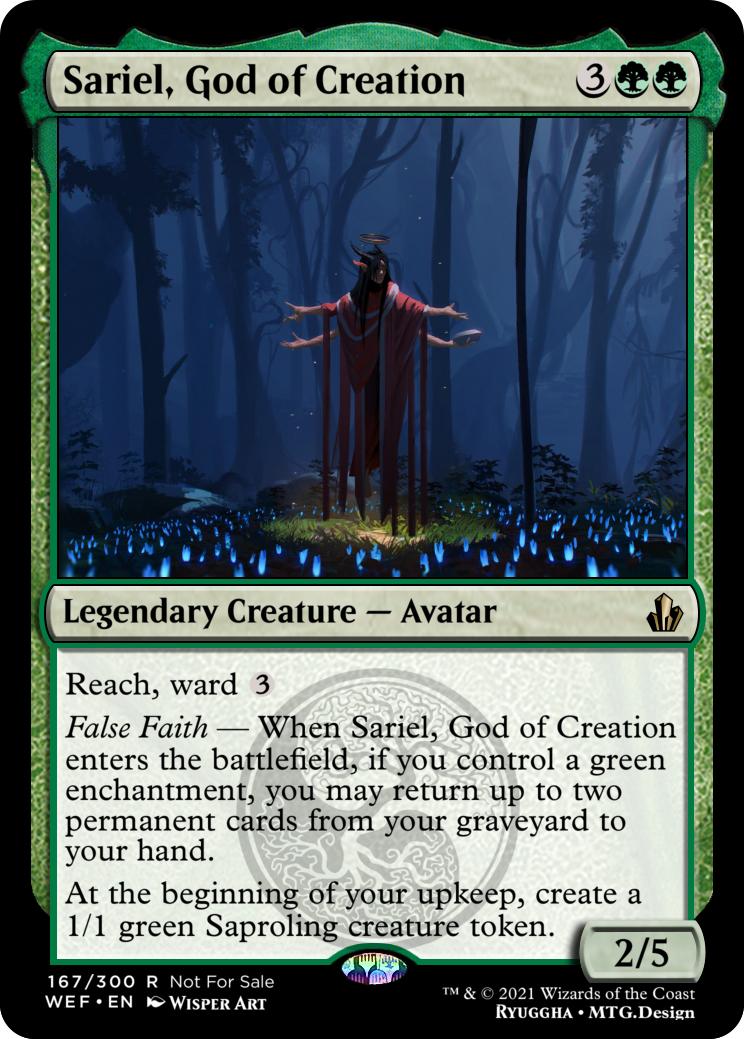 Sariel, God of Creation 3
Legendary Creature — Avatar
Reach, ward 3
False Faith — When Sariel, God of Creation
enters the battlefield, if you control a green
enchantment, you may return up to two
permanent cards from your graveyard to
your hand.
At the beginning of your upkeep, create a
1/1 green Saproling creature token.
2/5
167/300 R Not For Sale
WEF • EN Wisper Art
™ & © 2021 Wizards of the Coast
Ryuggha • MTG.Design